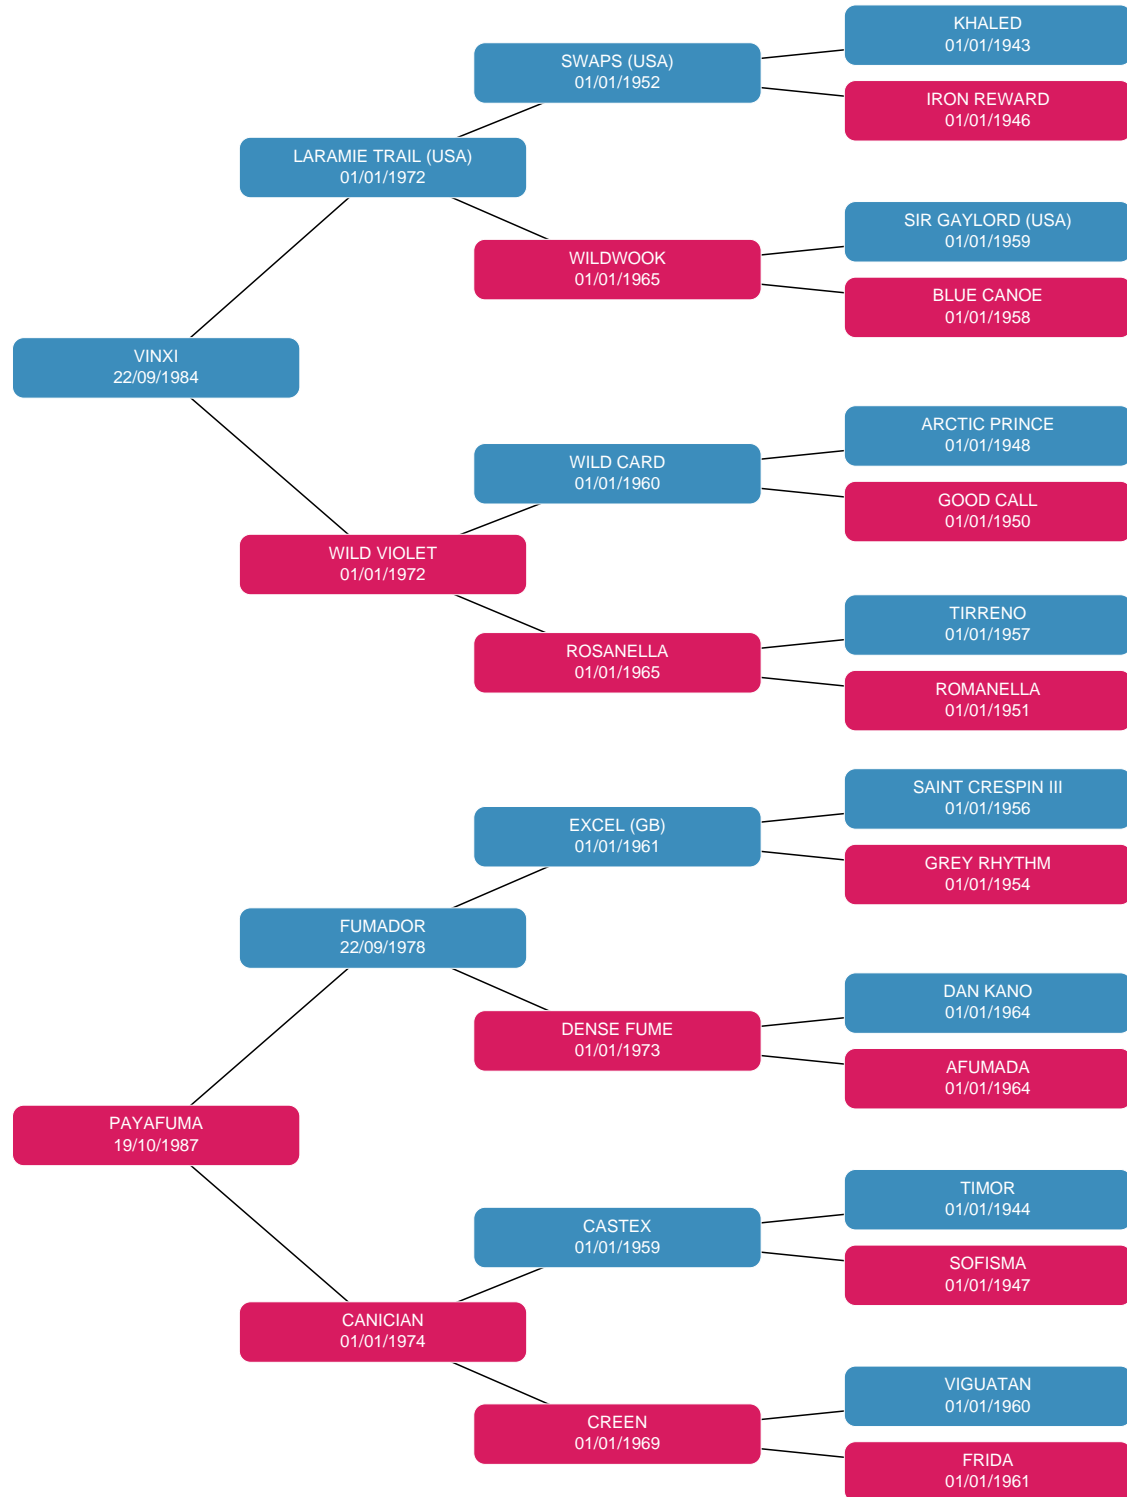 KHALED
01/01/1943
SWAPS (USA)
01/01/1952
IRON REWARD
01/01/1946
LARAMIE TRAIL (USA)
01/01/1972
SIR GAYLORD (USA)
01/01/1959
WILDWOOK
01/01/1965
BLUE CANOE
01/01/1958
VINXI
22/09/1984
ARCTIC PRINCE
01/01/1948
WILD CARD
01/01/1960
GOOD CALL
01/01/1950
WILD VIOLET
01/01/1972
TIRRENO
01/01/1957
ROSANELLA
01/01/1965
ROMANELLA
01/01/1951
SAINT CRESPIN III
01/01/1956
EXCEL (GB)
01/01/1961
GREY RHYTHM
01/01/1954
FUMADOR
22/09/1978
DAN KANO
01/01/1964
DENSE FUME
01/01/1973
AFUMADA
01/01/1964
PAYAFUMA
19/10/1987
TIMOR
01/01/1944
CASTEX
01/01/1959
SOFISMA
01/01/1947
CANICIAN
01/01/1974
VIGUATAN
01/01/1960
CREEN
01/01/1969
FRIDA
01/01/1961